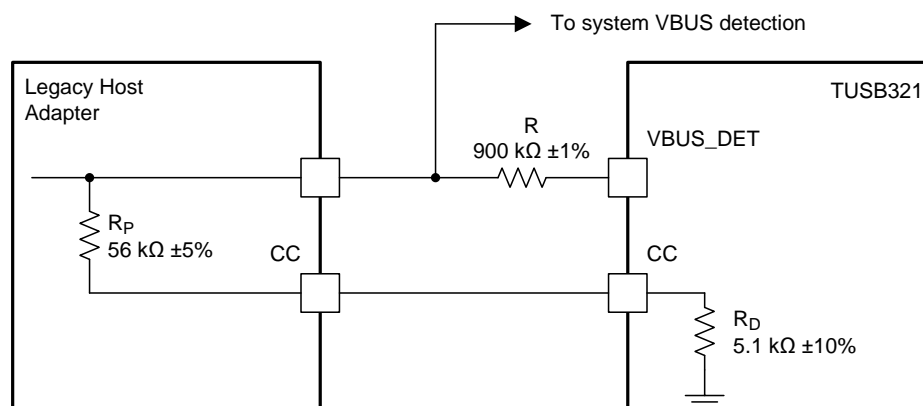 To system VBUS detection
Legacy Host
Adapter
TUSB321
R
900 kΩ ±1%
VBUS_DET
RP
56 kΩ ±5%
CC
CC
RD
5.1 kΩ ±10%